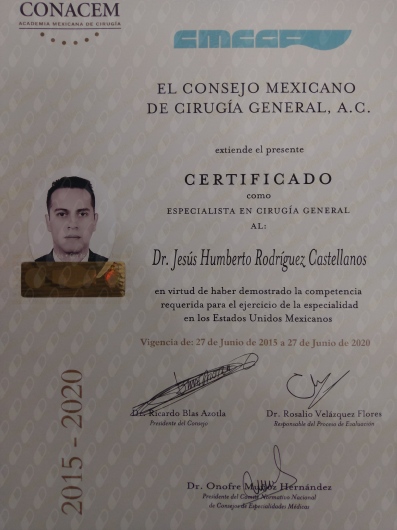 CONACEM
ACADEMIA MEXICANA DE CIRUGÍA
CMCGP
EL CONSEJO MEXICANO
DE CIRUGÍA GENERAL, A.C.
extiende el presente
CERTIFICADO
como
ESPECIALISTA EN CIRUGÍA GENERAL
AL:
Dr. Jesús Humberto Rodríguez Castellanos
en virtud de haber demostrado la competencia
requerida para el ejercicio de la especialidad
en los Estados Unidos Mexicanos
Vigencia de: 27 de Junio de 2015 a 27 de Junio de 2020
2015 - 2020
Dr. Ricardo Blas Azotla
Presidente del Consejo
Dr. Rosalio Velázquez Flores
Responsable del Proceso de Evaluación
Dr. Onofre Muñoz Hernández
Presidente del Comité Normativo Nacional
de Consejos de Especialidades Médicas